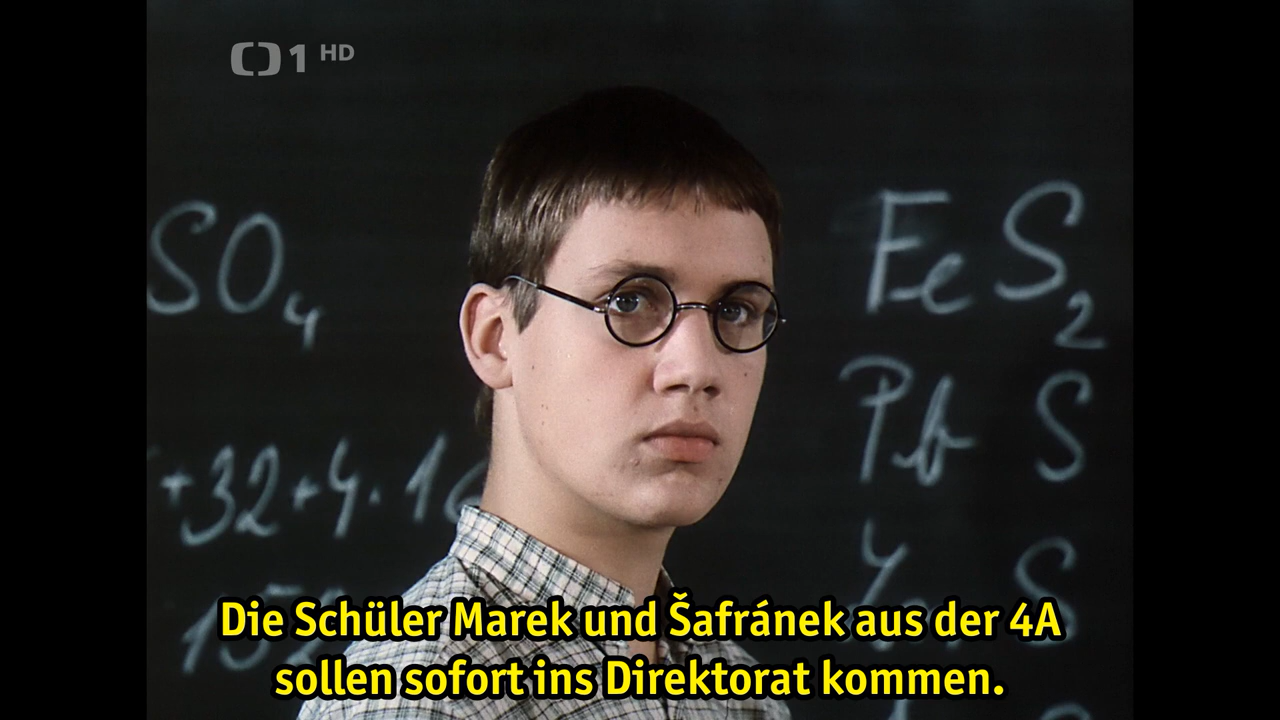 1 HD
SO4
FeS2
PbS
+32+4·16
Die Schüler Marek und Šafránek aus der 4A
sollen sofort ins Direktorat kommen.